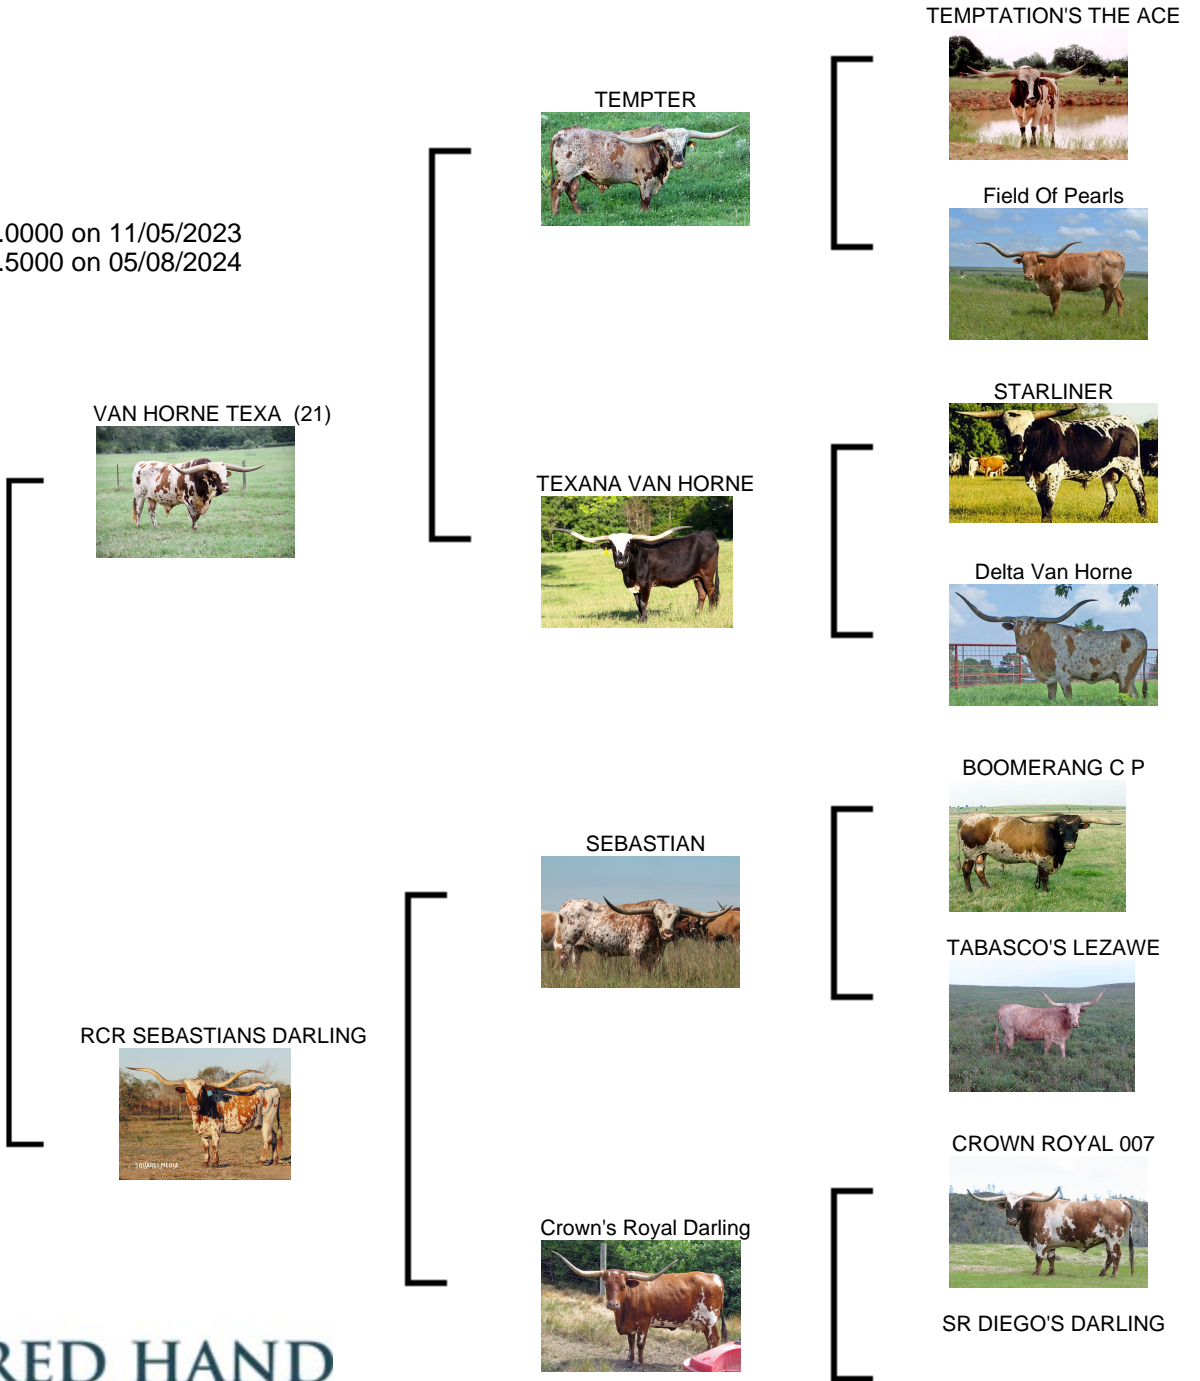 TEMPTATION'S THE ACE
TEMPTER
Field Of Pearls
.0000 on 11/05/2023
.5000 on 05/08/2024
STARLINER
VAN HORNE TEXA (21)
TEXANA VAN HORNE
Delta Van Horne
BOOMERANG C P
SEBASTIAN
TABASCO'S LEZAWE
RCR SEBASTIANS DARLING
SQUARE1 MEDIA
CROWN ROYAL 007
Crown's Royal Darling
SR DIEGO'S DARLING
RED HAND